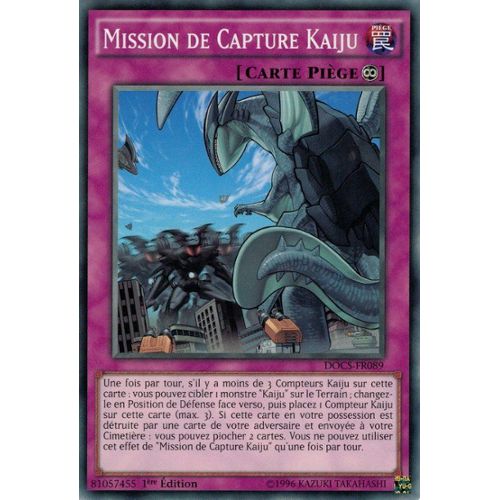 MISSION DE CAPTURE KAIJU
PIÈGE
罠
[CARTE PIÈGE]
DOCS-FR089
Une fois par tour, s'il y a moins de 3 Compteurs Kaiju sur cette
carte : vous pouvez cibler 1 monstre "Kaiju" sur le Terrain ; changez-
le en Position de Défense face verso, puis placez 1 Compteur Kaiju
sur cette carte (max. 3). Si cette carte en votre possession est
détruite par une carte de votre adversaire et envoyée à votre
Cimetière : vous pouvez piocher 2 cartes. Vous ne pouvez utiliser
cet effet de "Mission de Capture Kaiju" qu'une fois par tour.
81057455
1ère Édition
©1996 KAZUKI TAKAHASHI